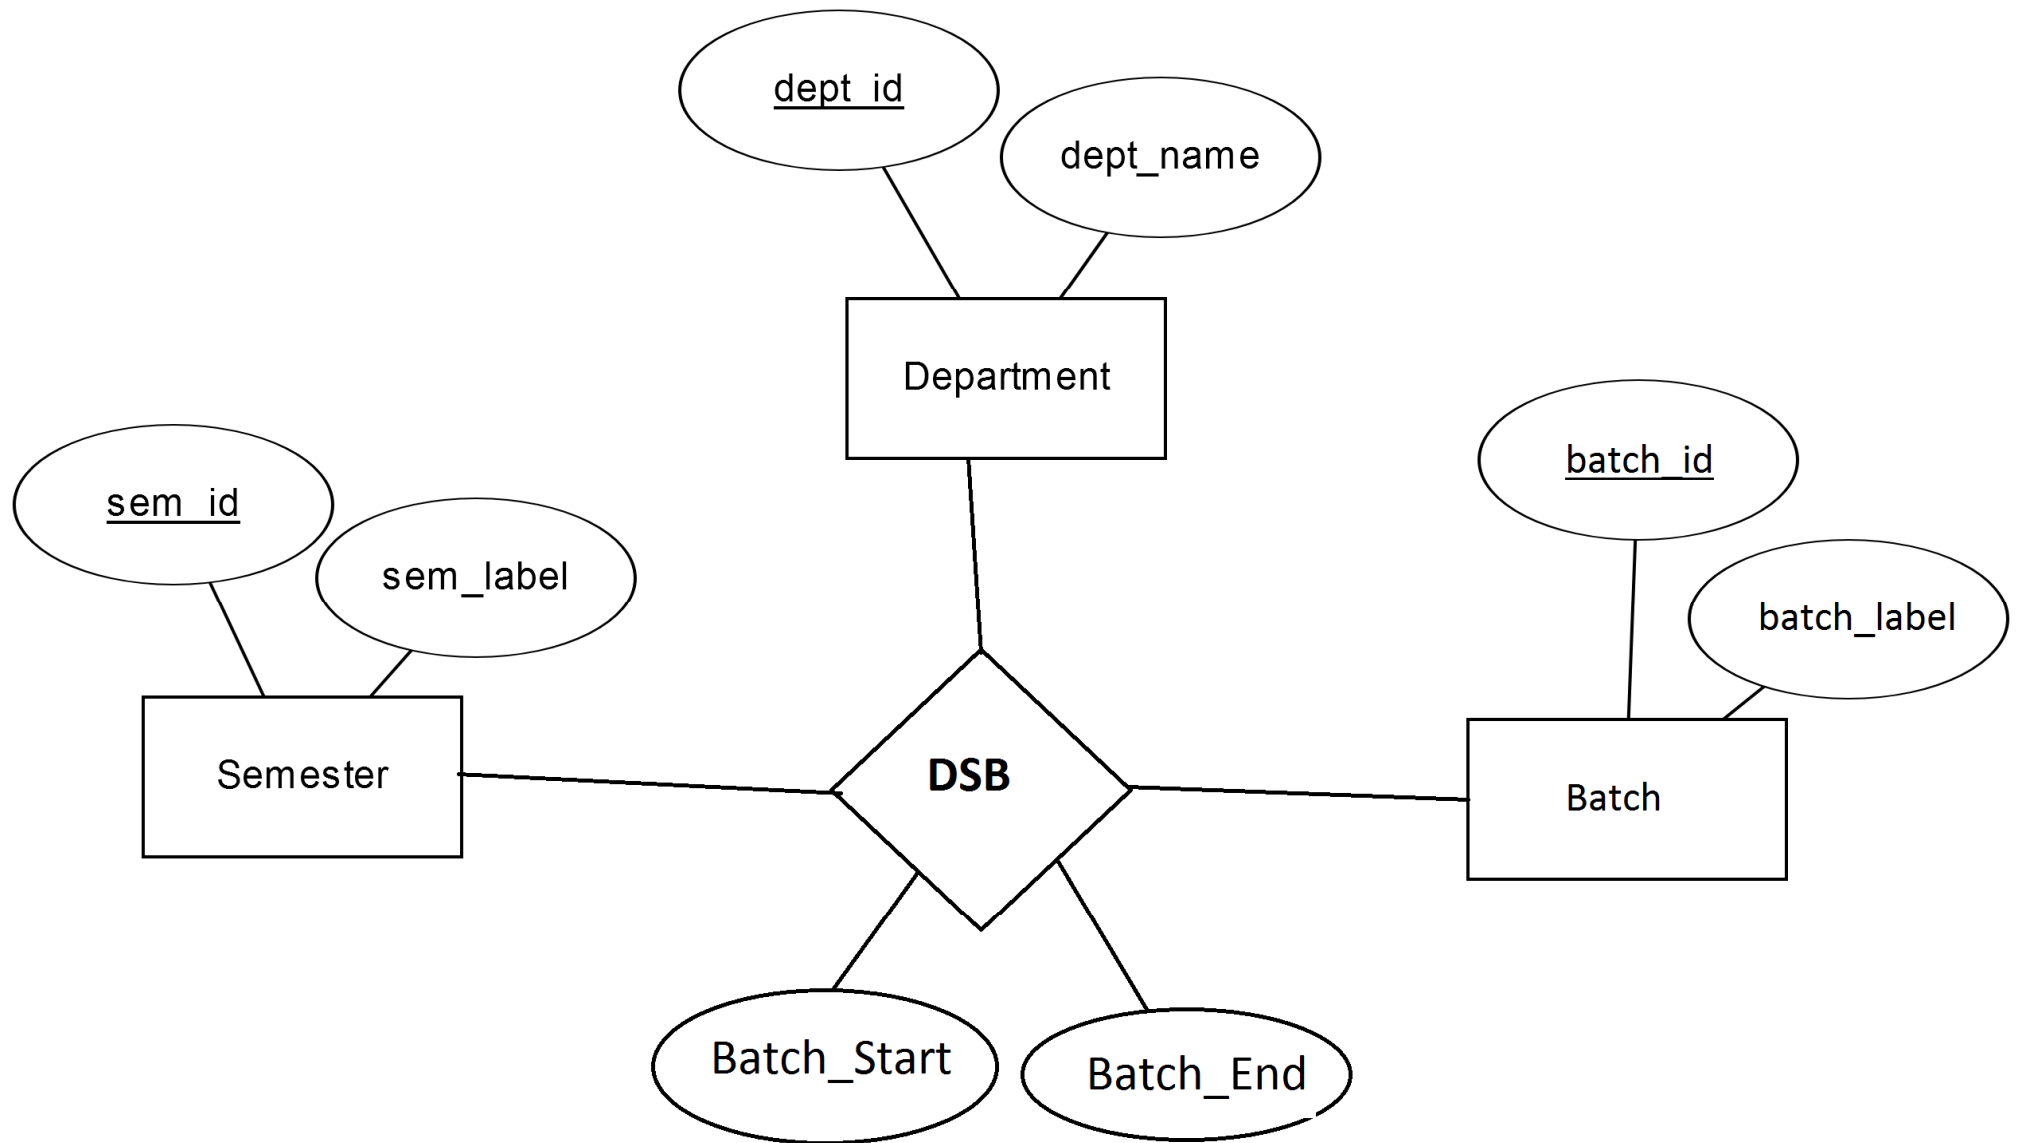 dept_id
dept_name
Department
batch_id
sem_id
sem_label
batch_label
Semester
DSB
Batch
Batch_Start
Batch_End